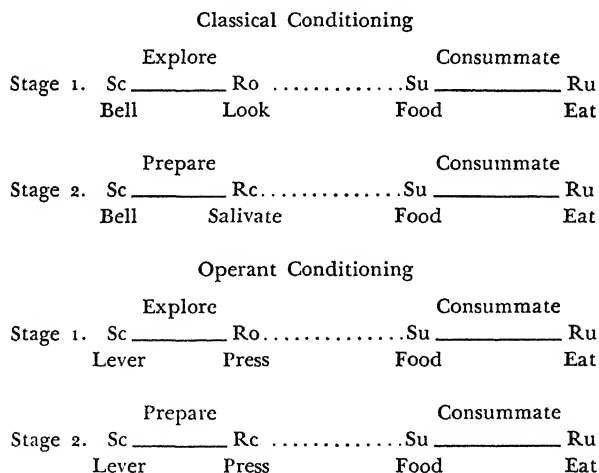 Classical Conditioning
Explore Consummate
Stage 1. Sc Ro ............. Su Ru
Bell Look Food Eat
Prepare Consummate
Stage 2. Sc Rc............. Su Ru
Bell Salivate Food Eat
Operant Conditioning
Explore Consummate
Stage 1. Sc Ro............. Su Ru
Lever Press Food Eat
Prepare Consummate
Stage 2. Sc Rc ............. Su Ru
Lever Press Food Eat